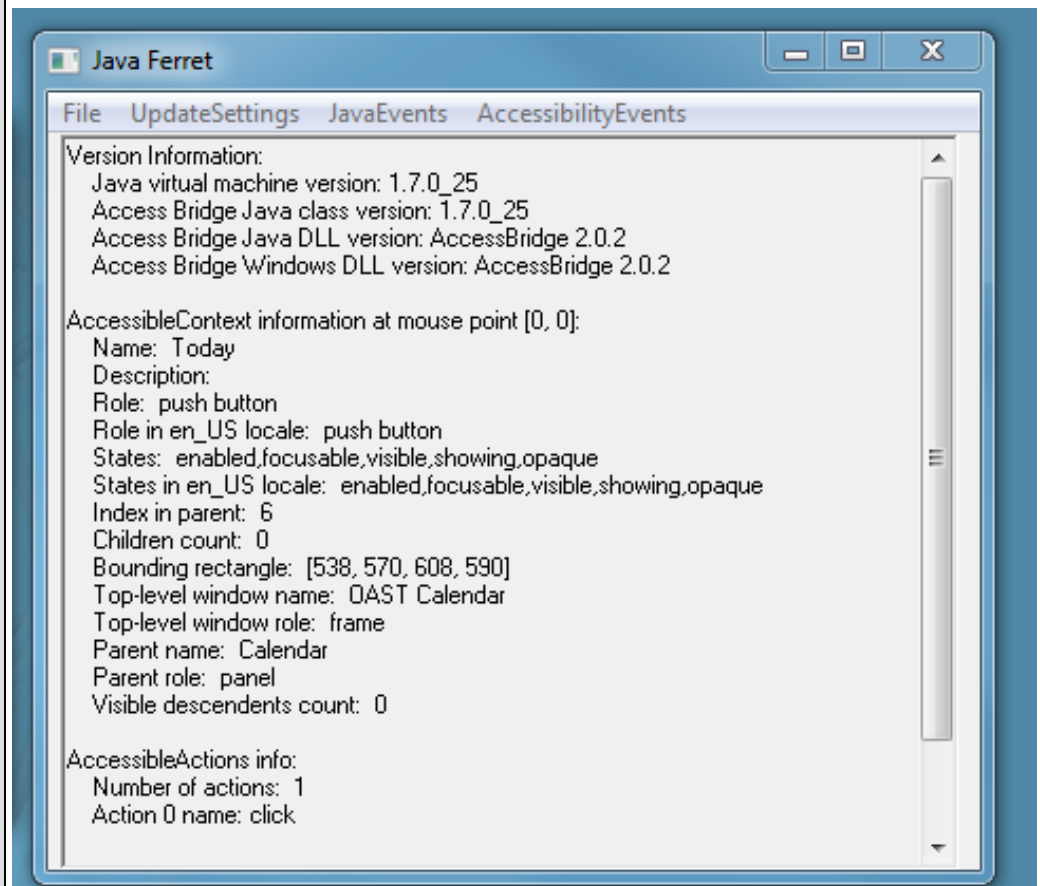 Java Ferret
File UpdateSettings JavaEvents AccessibilityEvents
Version Information:
Java virtual machine version: 1.7.0_25
Access Bridge Java class version: 1.7.0_25
Access Bridge Java DLL version: AccessBridge 2.0.2
Access Bridge Windows DLL version: AccessBridge 2.0.2
AccessibleContext information at mouse point [0, 0]:
Name: Today
Description:
Role: push button
Role in en_US locale: push button
States: enabled,focusable,visible,showing,opaque
States in en_US locale: enabled,focusable,visible,showing,opaque
Index in parent: 6
Children count: 0
Bounding rectangle: [538, 570, 608, 590]
Top-level window name: OAST Calendar
Top-level window role: frame
Parent name: Calendar
Parent role: panel
Visible descendents count: 0
AccessibleActions info:
Number of actions: 1
Action 0 name: click